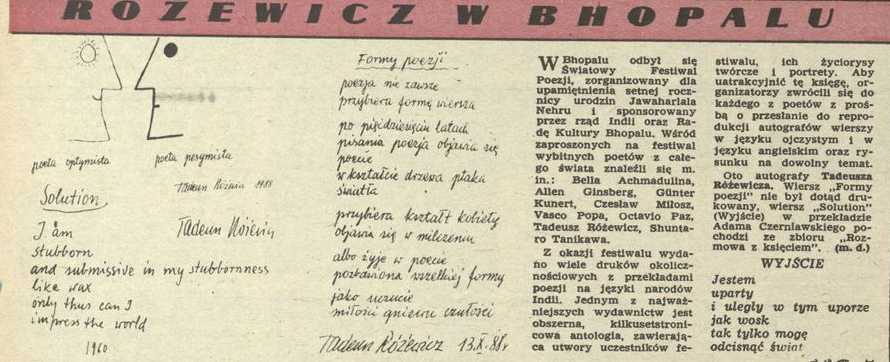 RÓŻEWICZ W BHOPALU
poeta optymista
poeta pesymista
Tadeusz Różewicz 1988
Solution
I am
stubborn
and submissive in my stubbornness
like wax
only thus can I
impress the world
1960
Tadeusz Różewicz
Formy poezji
poezja nie zawsze
przybiera formę wiersza
po pięćdziesięciu latach
pisania poezja objawia się
poecie
w kształcie drzewa ptaka
światła
przybiera kształt kobiety
objawia się w milczeniu
albo żyje w poecie
pozbawiona wszelkiej formy
jako uczucie
miłości gniewu czułości
Tadeusz Różewicz 13.X.88r
W Bhopalu odbył się
Światowy Festiwal
Poezji, zorganizowany dla
upamiętnienia setnej rocz-
nicy urodzin Jawaharlala
Nehru i sponsorowany
przez rząd Indii oraz Ra-
dę Kultury Bhopalu. Wśród
zaproszonych na festiwal
wybitnych poetów z całe-
go świata znaleźli się m.
in.: Bella Achmadulina,
Allen Ginsberg, Günter
Kunert, Czesław Miłosz,
Vasco Popa, Octavio Paz,
Tadeusz Różewicz, Shunta-
ro Tanikawa.
Z okazji festiwalu wyda-
no wiele druków okolicz-
nościowych z przekładami
poezji na języki narodów
Indii. Jednym z najważ-
niejszych wydawnictw jest
obszerna, kilkusetstroni-
cowa antologia, zawierają-
ca utwory uczestników fe-
stiwalu, ich życiorysy
twórcze i portrety. Aby
uatrakcyjnić tę księgę, or-
ganizatorzy zwrócili się do
każdego z poetów z proś-
bą o przesłanie do repro-
dukcji autografów wierszy
w języku ojczystym i w
języku angielskim oraz ry-
sunku na dowolny temat.
Oto autografy Tadeusza
Różewicza. Wiersz „Formy
poezji” nie był dotąd dru-
kowany, wiersz „Solution”
(Wyjście) w przekładzie
Adama Czerniawskiego po-
chodzi ze zbioru „Roz-
mowa z księciem”. (m. d.)
WYJŚCIE
Jestem
uparty
i uległy w tym uporze
jak wosk
tak tylko mogę
odcisnąć świat